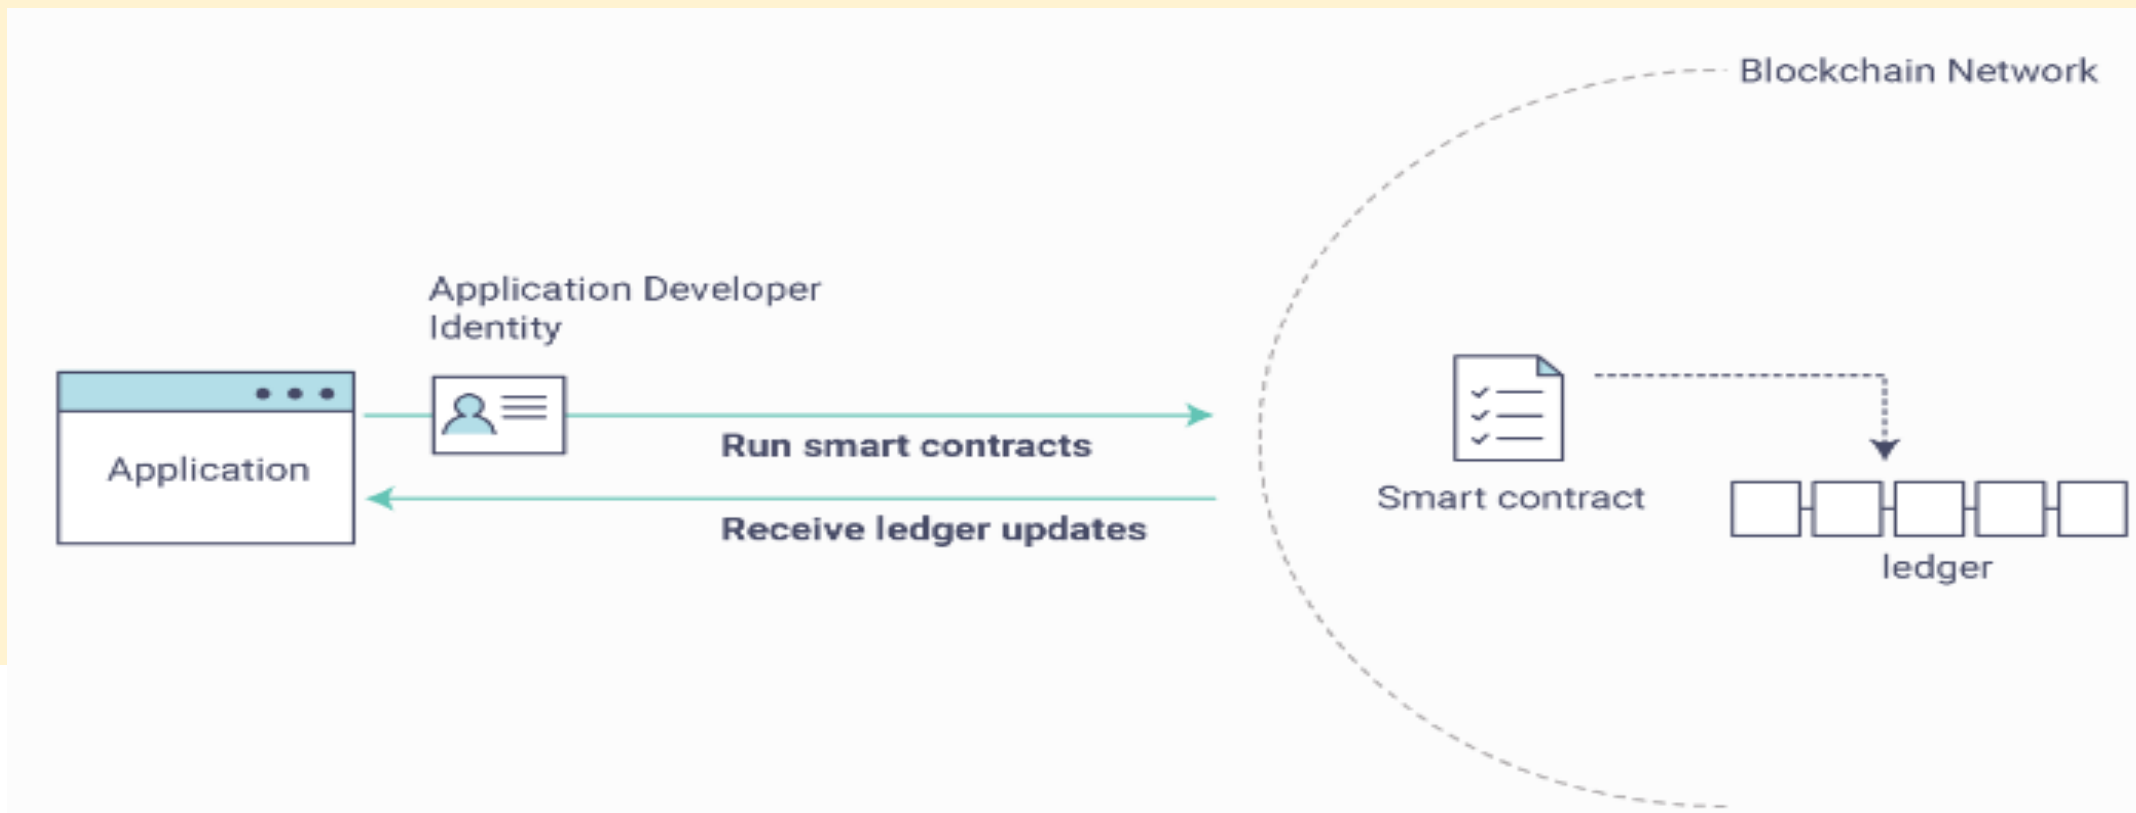 Blockchain Network
Application Developer
Identity
Application
Run smart contracts
Receive ledger updates
Smart contract
ledger